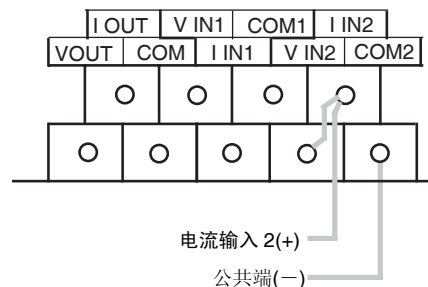 I OUT V IN1 COM1 I IN2
VOUT COM I IN1 V IN2 COM2
电流输入 2(+)
公共端(－)